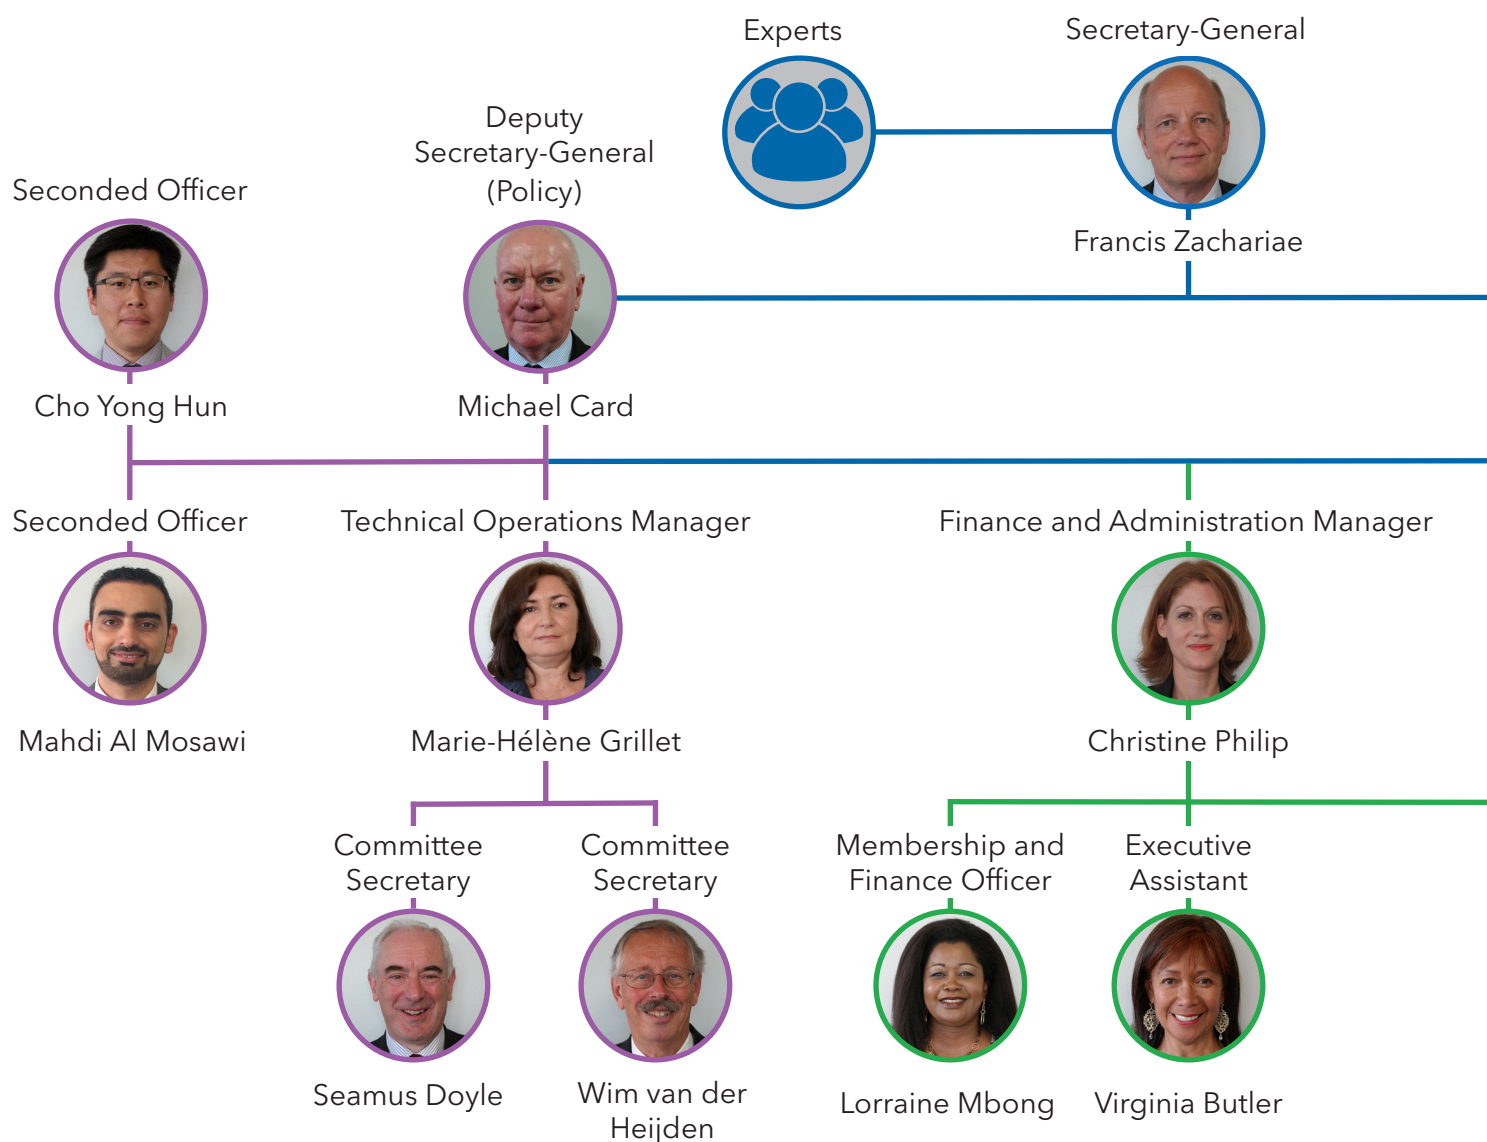 Experts
Secretary-General
Francis Zachariae
Deputy
Secretary-General
(Policy)
Michael Card
Seconded Officer
Cho Yong Hun
Seconded Officer
Mahdi Al Mosawi
Technical Operations Manager
Marie-Hélène Grillet
Finance and Administration Manager
Christine Philip
Committee
Secretary
Seamus Doyle
Committee
Secretary
Wim van der
Heijden
Membership and
Finance Officer
Lorraine Mbong
Executive
Assistant
Virginia Butler